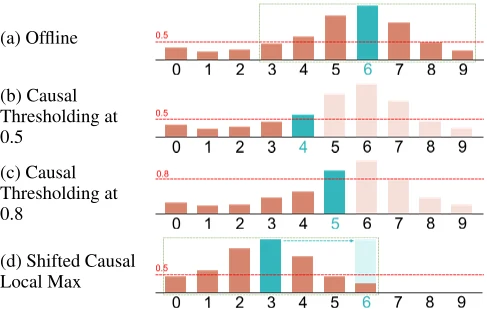 (a) Offline
0.5
0 1 2 3 4 5 6 7 8 9
(b) Causal
Thresholding at
0.5
0.5
0 1 2 3 4 5 6 7 8 9
(c) Causal
Thresholding at
0.8
0.8
0 1 2 3 4 5 6 7 8 9
(d) Shifted Causal
Local Max
0.5
0 1 2 3 4 5 6 7 8 9